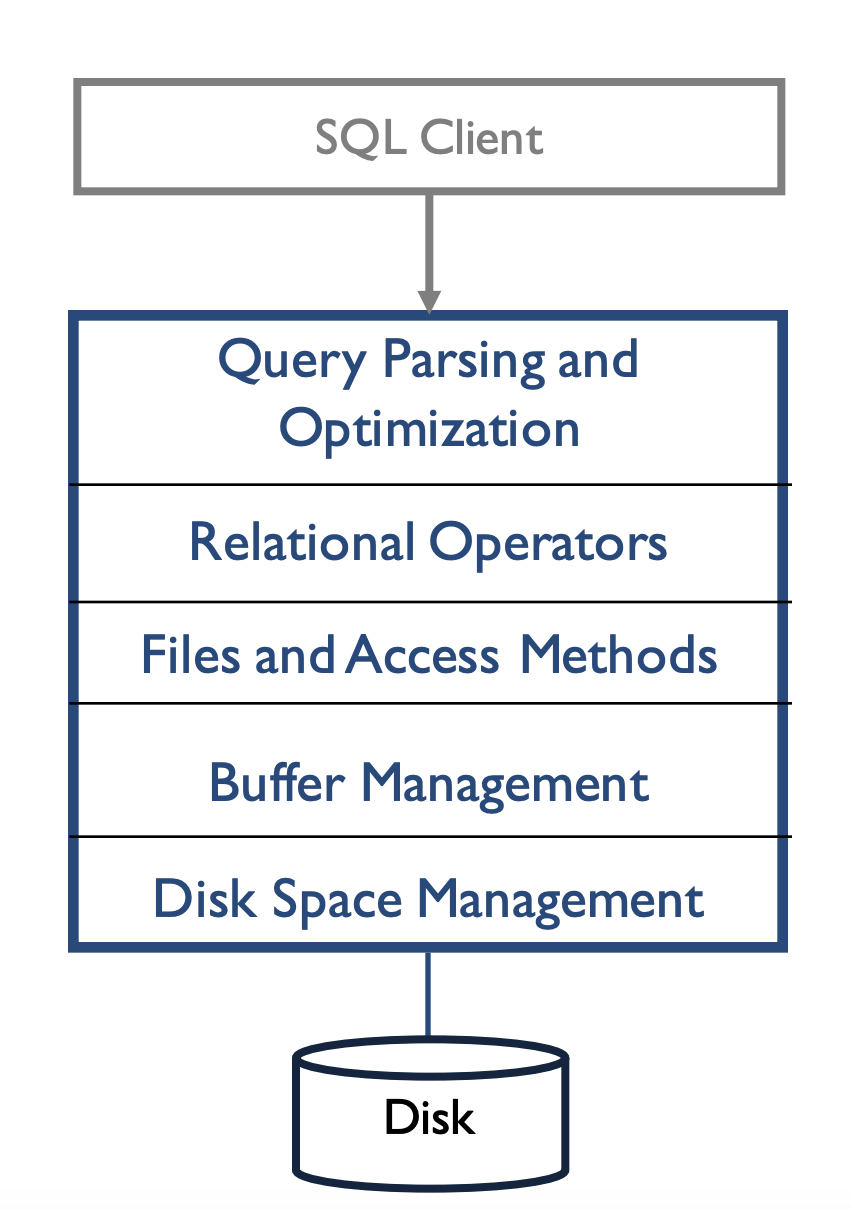 SQL Client
Query Parsing and
Optimization
Relational Operators
Files and Access Methods
Buffer Management
Disk Space Management
Disk